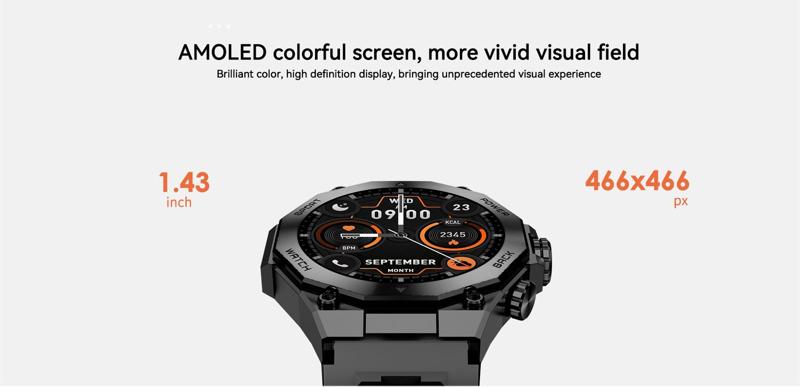 AMOLED colorful screen, more vivid visual field
Brilliant color, high definition display, bringing unprecedented visual experience
1.43
inch
466x466
px
SPORT
POWER
WATCH
BACK
WED
AM
09:00
23
KCAL
2345
BPM
SEPTEMBER
MONTH